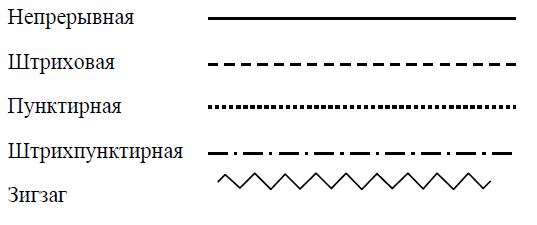 Непрерывная
Штриховая
Пунктирная
Штрихпунктирная
Зигзаг